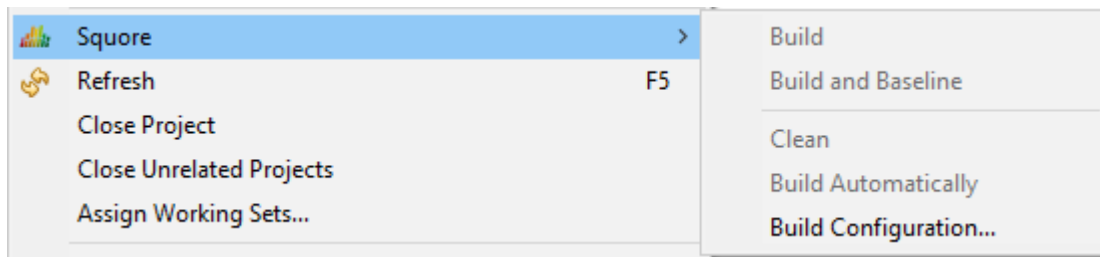 Squore
Refresh F5
Close Project
Close Unrelated Projects
Assign Working Sets...
Build
Build and Baseline
Clean
Build Automatically
Build Configuration...